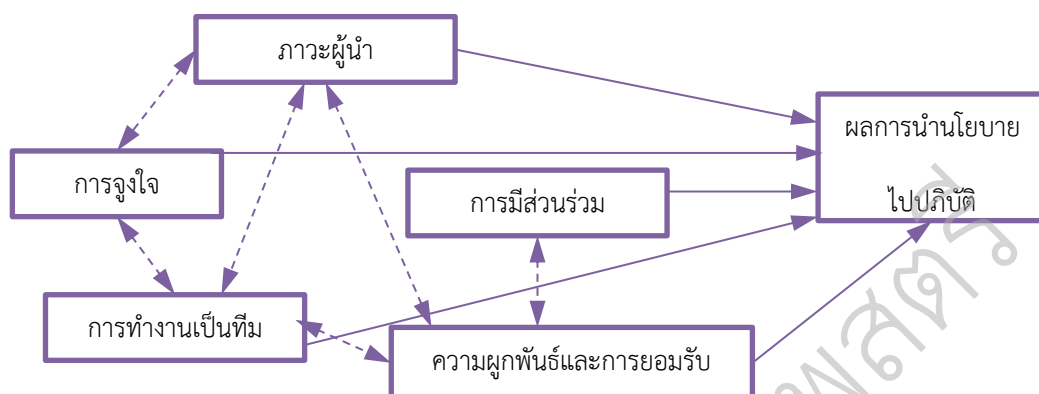 ภาวะผู้นำ
ผลการนำนโยบาย
ไปปฏิบัติ
การจูงใจ
การมีส่วนร่วม
การทำงานเป็นทีม
ความผูกพันธ์และการยอมรับ